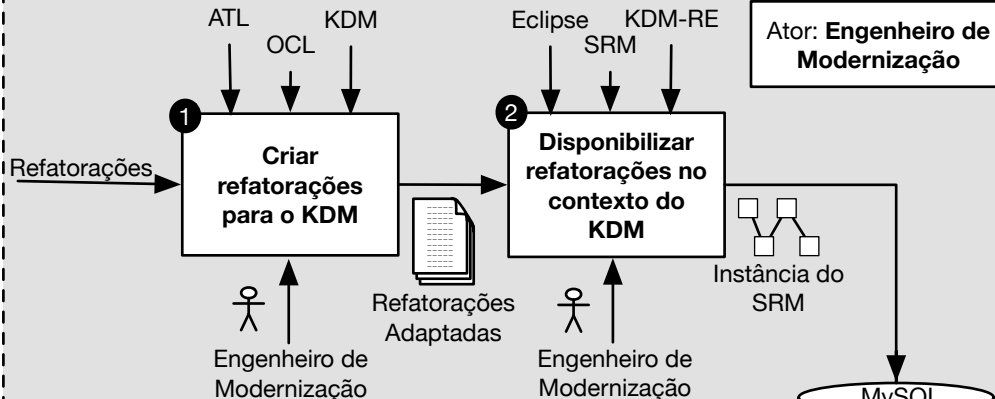 ATL
OCL
KDM
Eclipse
SRM
KDM-RE
Ator: Engenheiro de
Modernização
1
Criar
refatorações
para o KDM
2
Disponibilizar
refatorações no
contexto do
KDM
Refatorações
Refatorações
Adaptadas
Instância do
SRM
Engenheiro de
Modernização
Engenheiro de
Modernização
MySQL